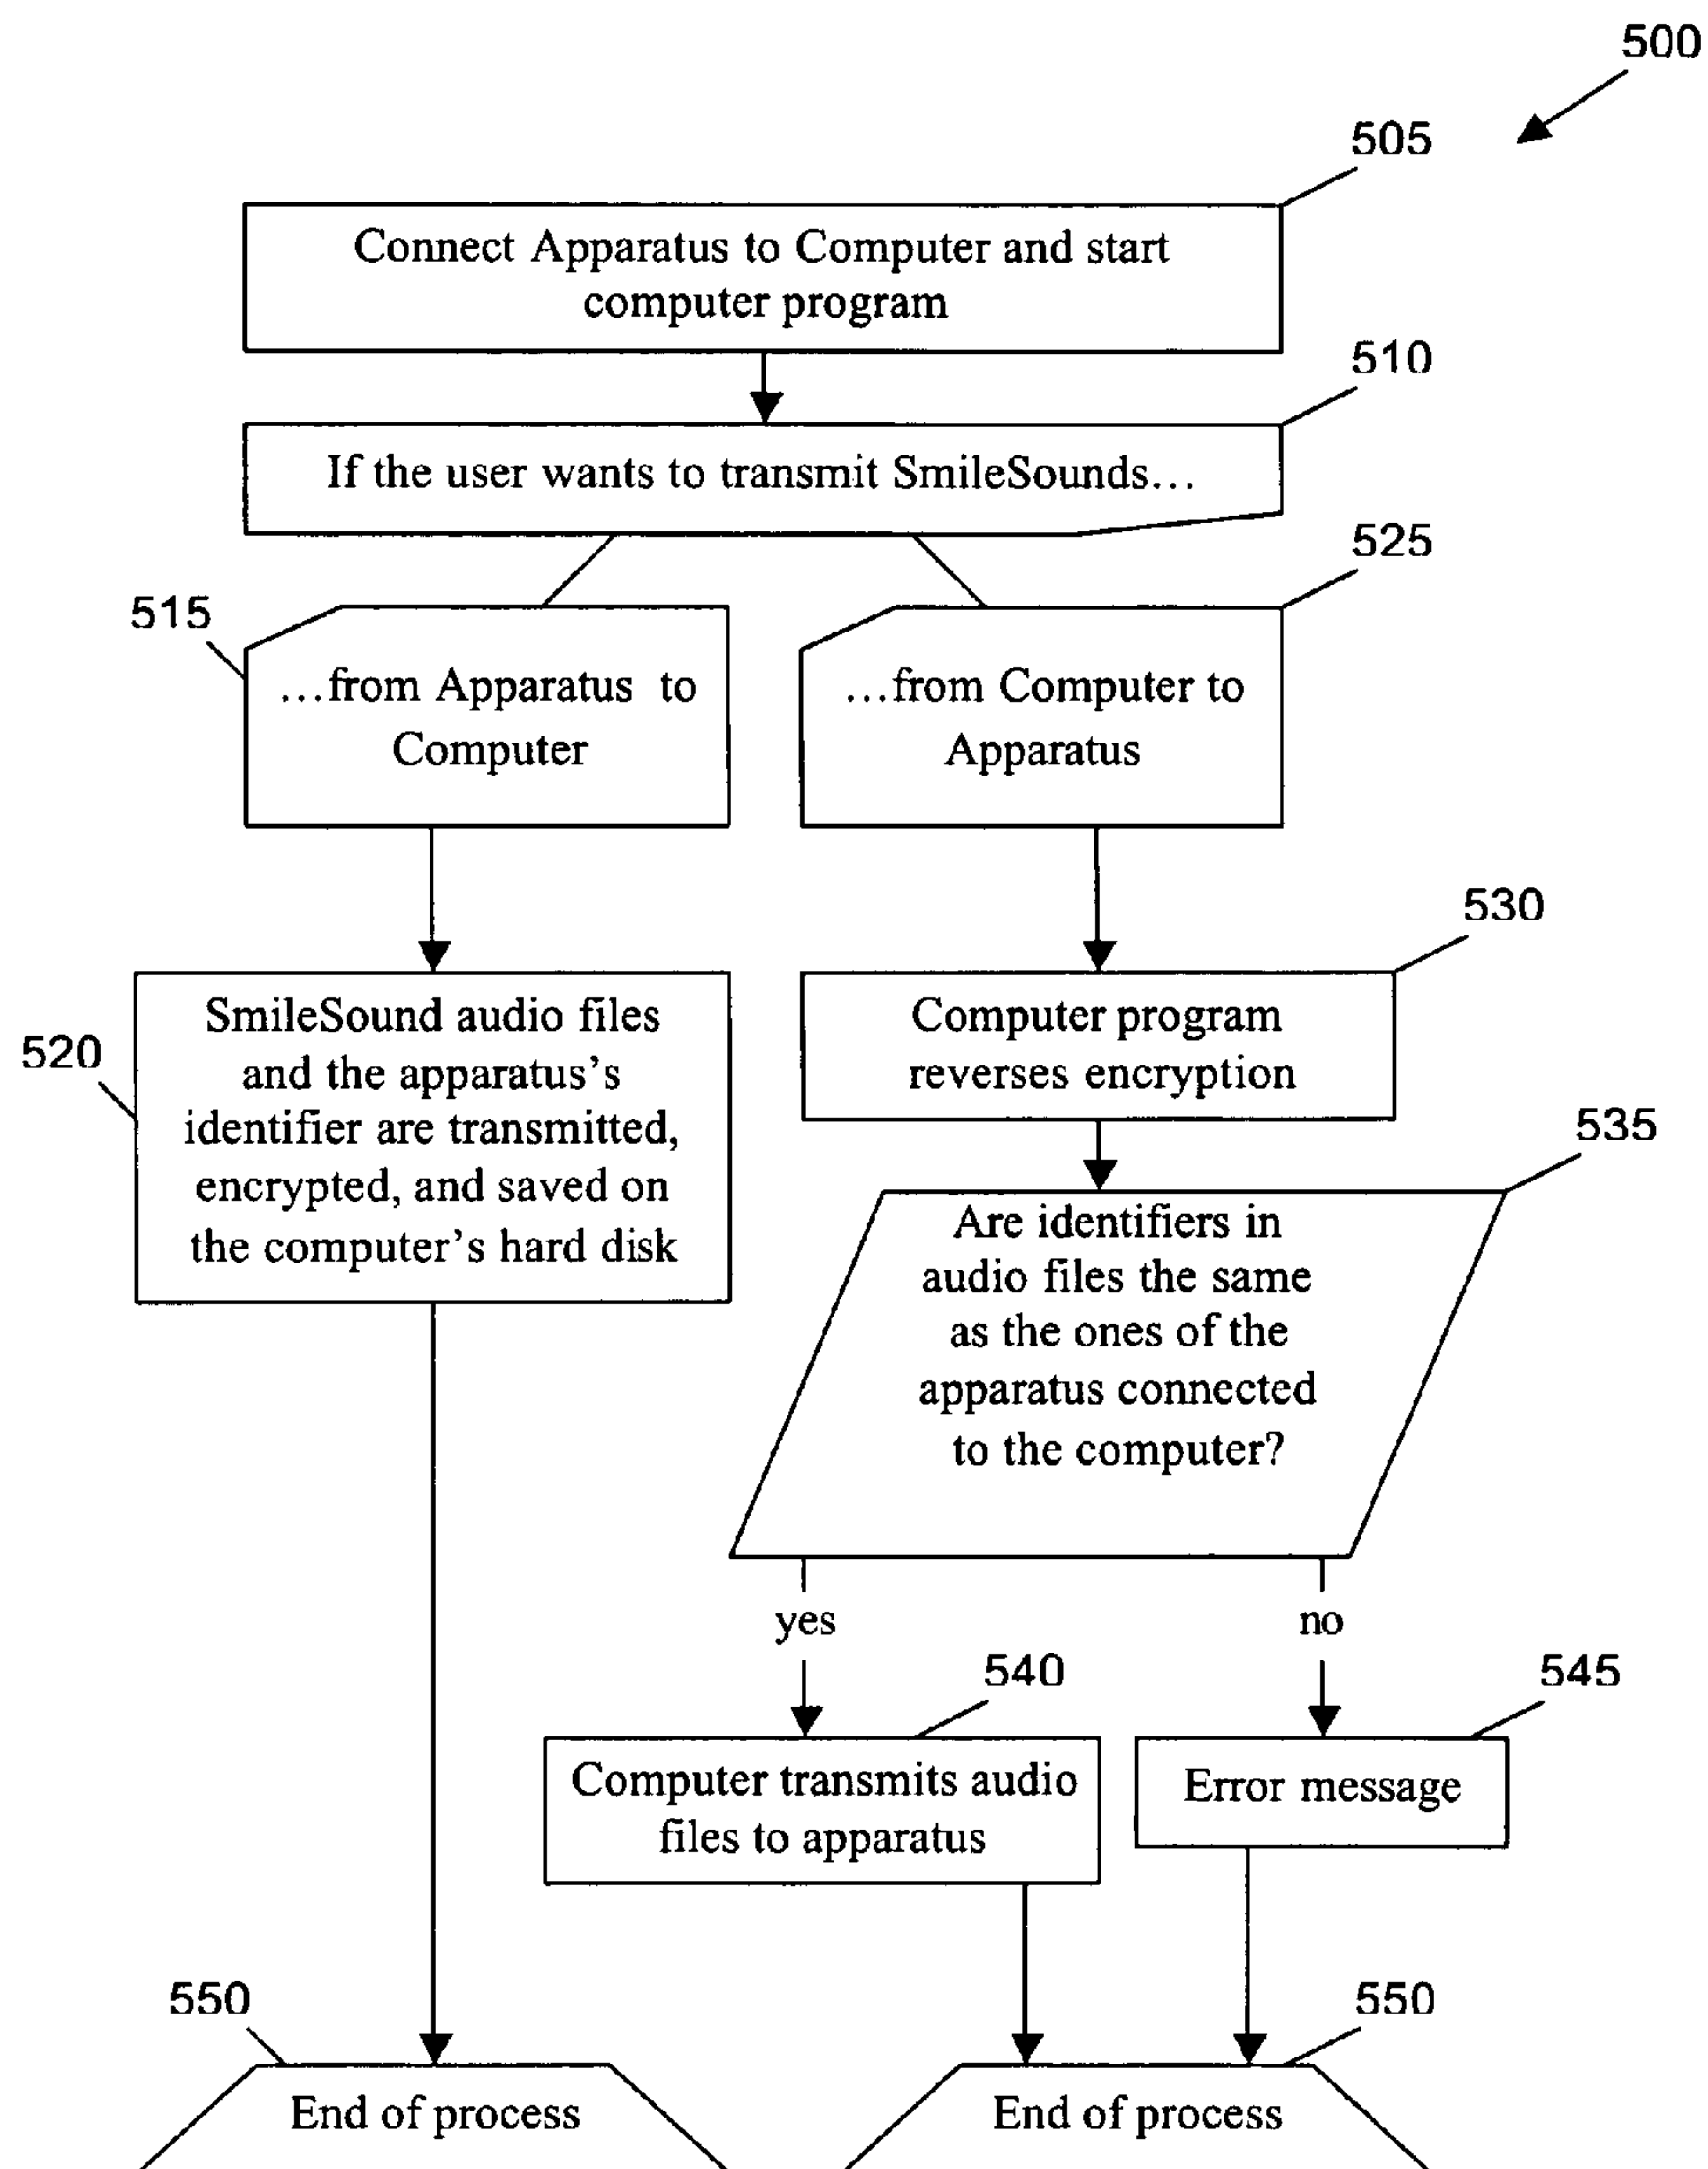 500
505
Connect Apparatus to Computer and start
computer program
510
If the user wants to transmit SmileSounds...
515
...from Apparatus to
Computer
525
...from Computer to
Apparatus
520
SmileSound audio files
and the apparatus's
identifier are transmitted,
encrypted, and saved on
the computer's hard disk
530
Computer program
reverses encryption
535
Are identifiers in
audio files the same
as the ones of the
apparatus connected
to the computer?
yes
no
540
Computer transmits audio
files to apparatus
545
Error message
550
End of process
550
End of process